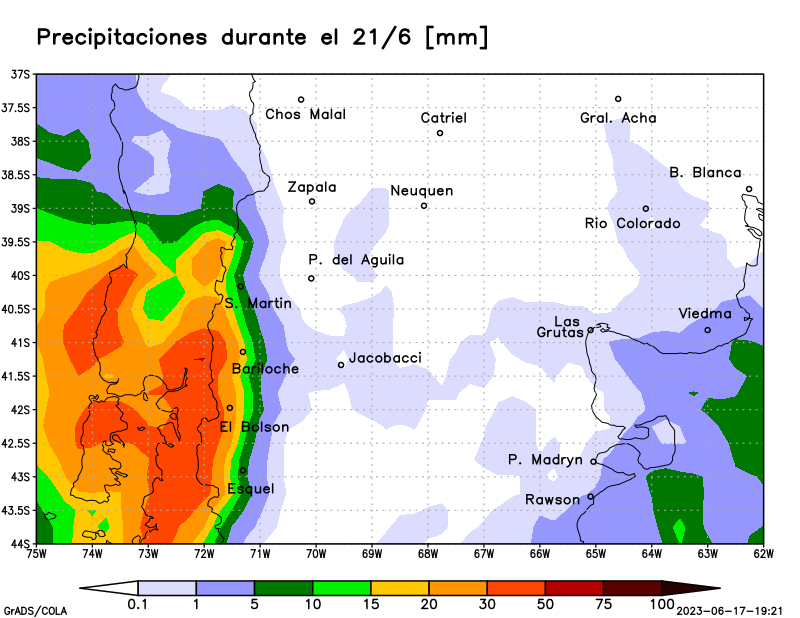 Precipitaciones durante el 21/6 [mm]
37S
37.5S
38S
38.5S
39S
39.5S
40S
40.5S
41S
41.5S
42S
42.5S
43S
43.5S
44S
Chos Malal
Catriel
Gral. Acha
B. Blanca
Zapala
Neuquen
Rio Colorado
P. del Aguila
S. Martin
Viedma
Las
Grutas
Jacobacci
Bariloche
El Bolson
P. Madryn
Esquel
Rawson
75W 74W 73W 72W 71W 70W 69W 68W 67W 66W 65W 64W 63W 62W
0.1 1 5 10 15 20 30 50 75 100
GrADS/COLA
2023-06-17-19:21